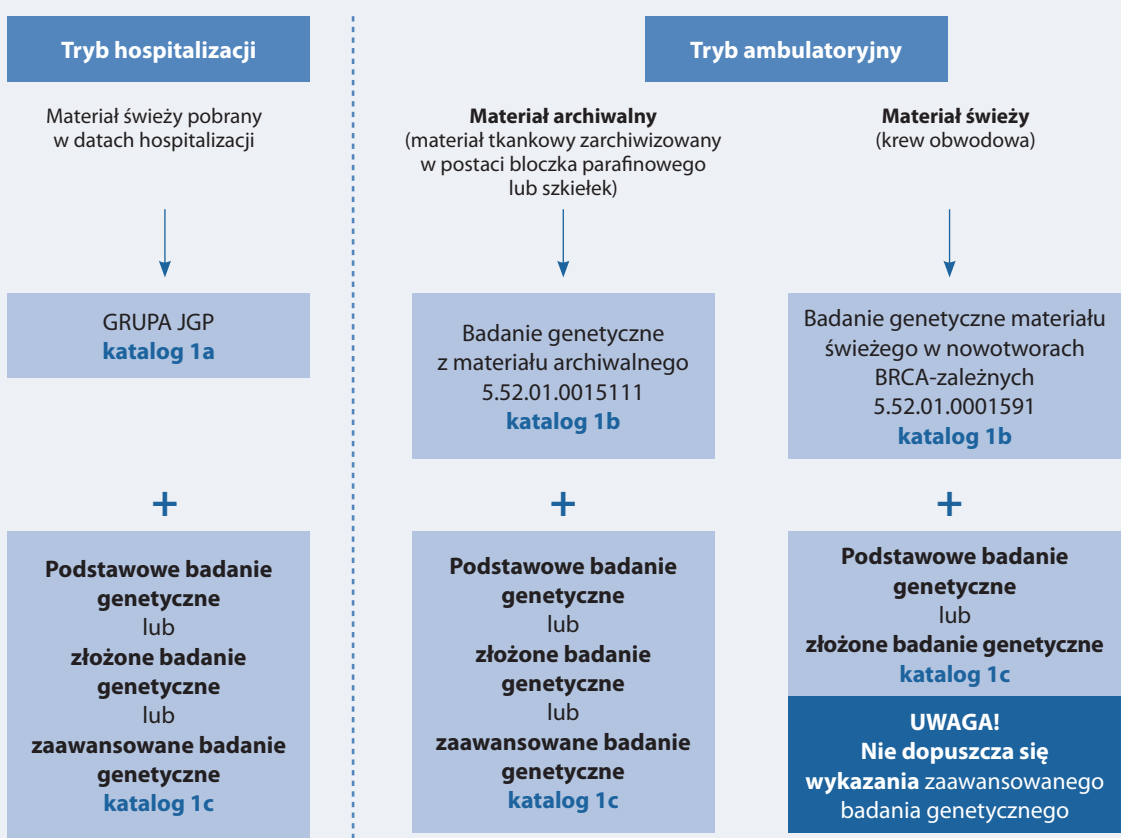 Tryb hospitalizacji
Materiał świeży pobrany
w datach hospitalizacji
GRUPA JGP
katalog 1a
+
Podstawowe badanie
genetyczne
lub
złożone badanie
genetyczne
lub
zaawansowane badanie
genetyczne
katalog 1c
Tryb ambulatoryjny
Materiał archiwalny
(materiał tkankowy zarchiwizowany
w postaci bloczka parafinowego
lub szkiełek)
Badanie genetyczne
z materiału archiwalnego
5.52.01.0015111
katalog 1b
+
Podstawowe badanie
genetyczne
lub
złożone badanie
genetyczne
lub
zaawansowane badanie
genetyczne
katalog 1c
Materiał świeży
(krew obwodowa)
Badanie genetyczne materiału
świeżego w nowotworach
BRCA-zależnych
5.52.01.0001591
katalog 1b
+
Podstawowe badanie
genetyczne
lub
złożone badanie genetyczne
katalog 1c
UWAGA!
Nie dopuszcza się
wykazania zaawansowanego
badania genetycznego